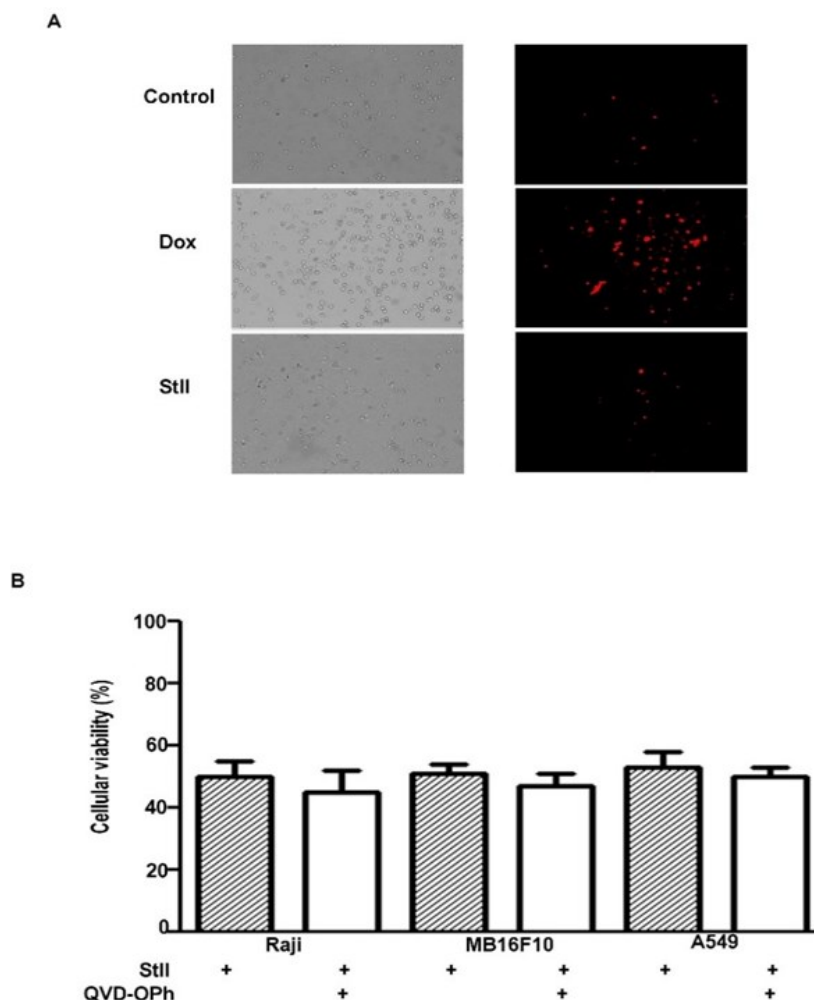 A
Control
Dox
StII
B
Cellular viability (%)
100
80
60
40
20
0
Raji MB16F10 A549
StII + + + + + +
QVD-OPh + + +